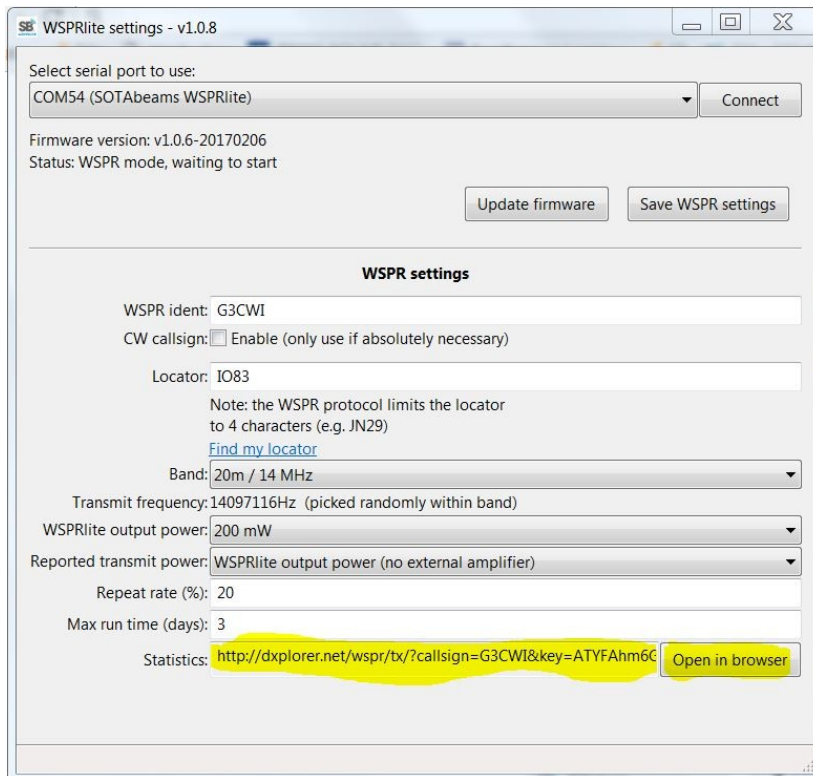 SB WSPRlite settings - v1.0.8
Select serial port to use:
COM54 (SOTAbeams WSPRlite) Connect
Firmware version: v1.0.6-20170206
Status: WSPR mode, waiting to start
Update firmware Save WSPR settings
WSPR settings
WSPR ident: G3CWI
CW callsign: Enable (only use if absolutely necessary)
Locator: IO83
Note: the WSPR protocol limits the locator
to 4 characters (e.g. JN29)
Find my locator
Band: 20m / 14 MHz
Transmit frequency: 14097116Hz (picked randomly within band)
WSPRlite output power: 200 mW
Reported transmit power: WSPRlite output power (no external amplifier)
Repeat rate (%): 20
Max run time (days): 3
Statistics: http://dxplorer.net/wspr/tx/?callsign=G3CWI&key=ATYFAhm6G Open in browser